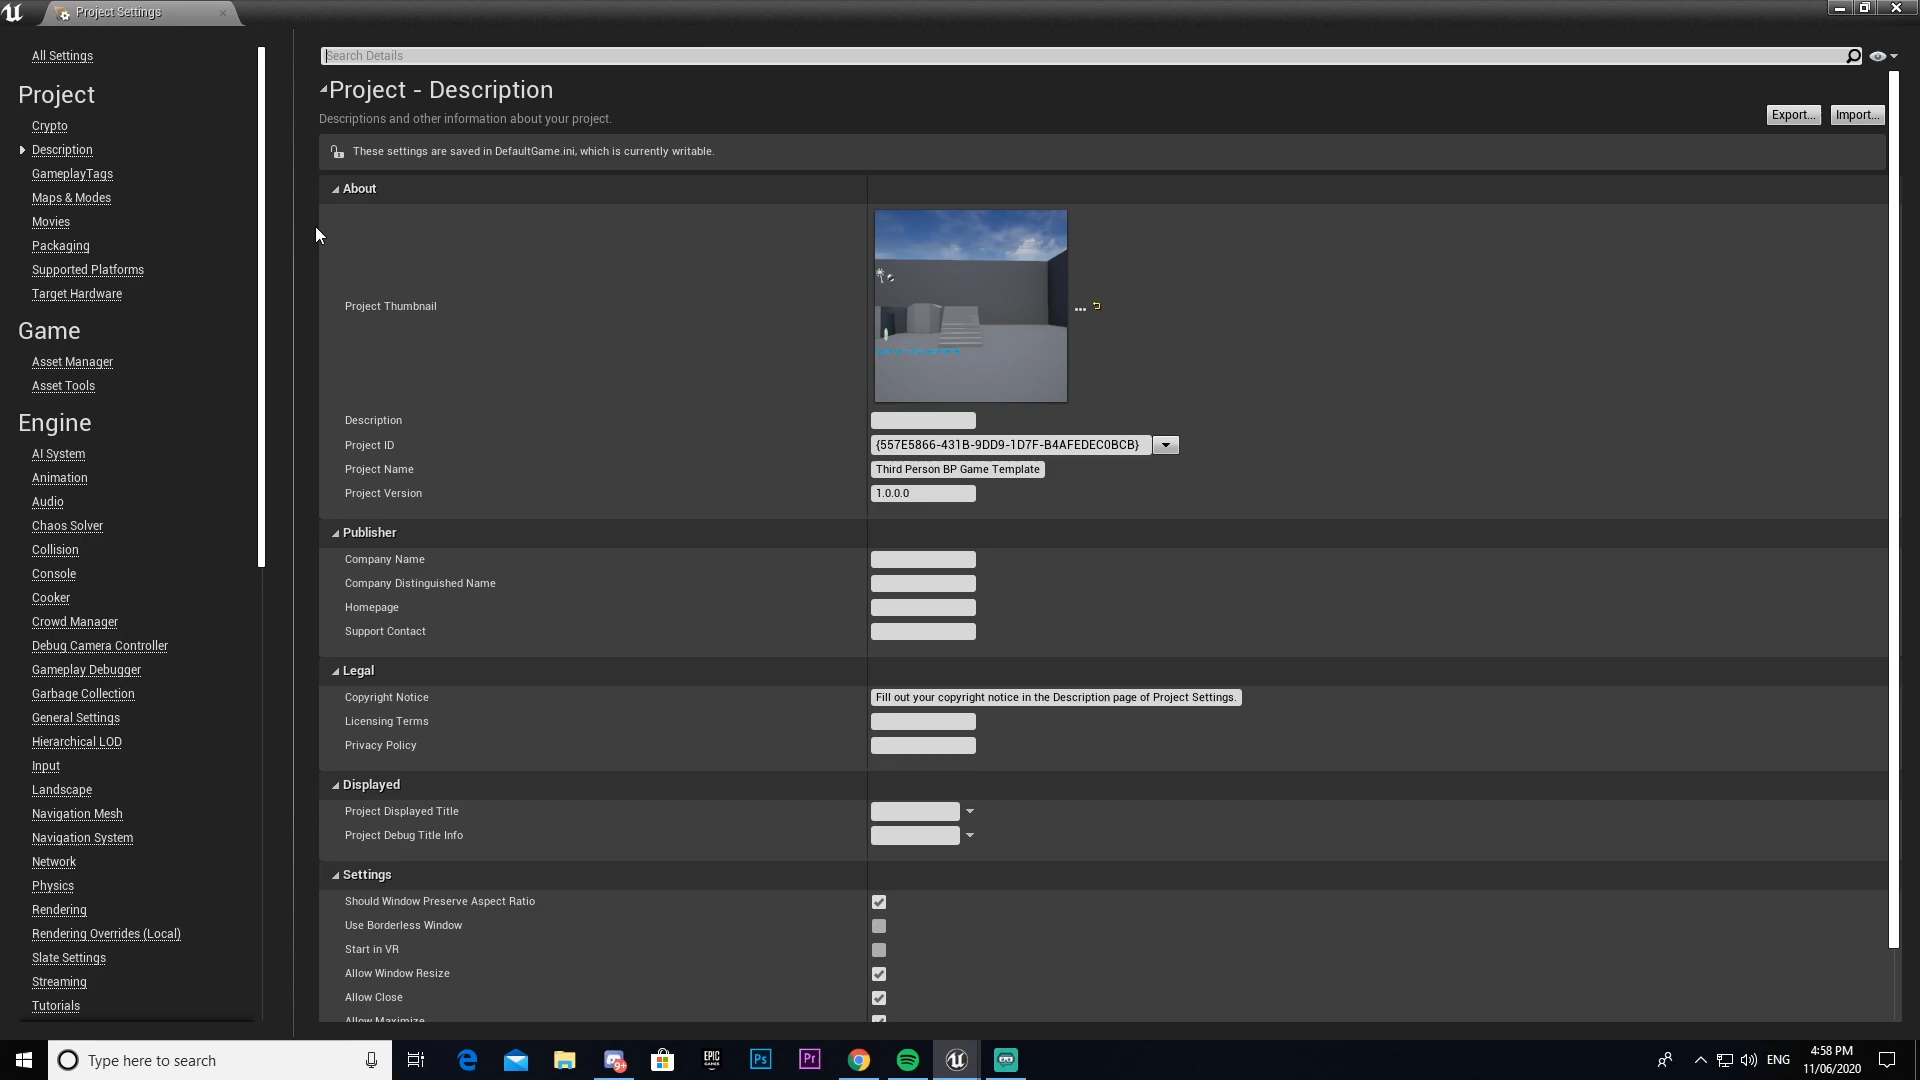 Project Settings
All Settings
Project
Crypto
Description
GameplayTags
Maps & Modes
Movies
Packaging
Supported Platforms
Target Hardware
Game
Asset Manager
Asset Tools
Engine
AI System
Animation
Audio
Chaos Solver
Collision
Console
Cooker
Crowd Manager
Debug Camera Controller
Gameplay Debugger
Garbage Collection
General Settings
Hierarchical LOD
Input
Landscape
Navigation Mesh
Navigation System
Network
Physics
Rendering
Rendering Overrides (Local)
Slate Settings
Streaming
Tutorials
Search Details
Project - Description
Descriptions and other information about your project.
Export... Import...
These settings are saved in DefaultGame.ini, which is currently writable.
About
Project Thumbnail
Description
Project ID {557E5866-431B-9DD9-1D7F-B4AFEDEC0BCB}
Project Name Third Person BP Game Template
Project Version 1.0.0.0
Publisher
Company Name
Company Distinguished Name
Homepage
Support Contact
Legal
Copyright Notice Fill out your copyright notice in the Description page of Project Settings.
Licensing Terms
Privacy Policy
Displayed
Project Displayed Title
Project Debug Title Info
Settings
Should Window Preserve Aspect Ratio
Use Borderless Window
Start in VR
Allow Window Resize
Allow Close
Allow Maximize
Type here to search
9+
EPIC GAMES
Ps
Pr
ENG
4:58 PM
11/06/2020